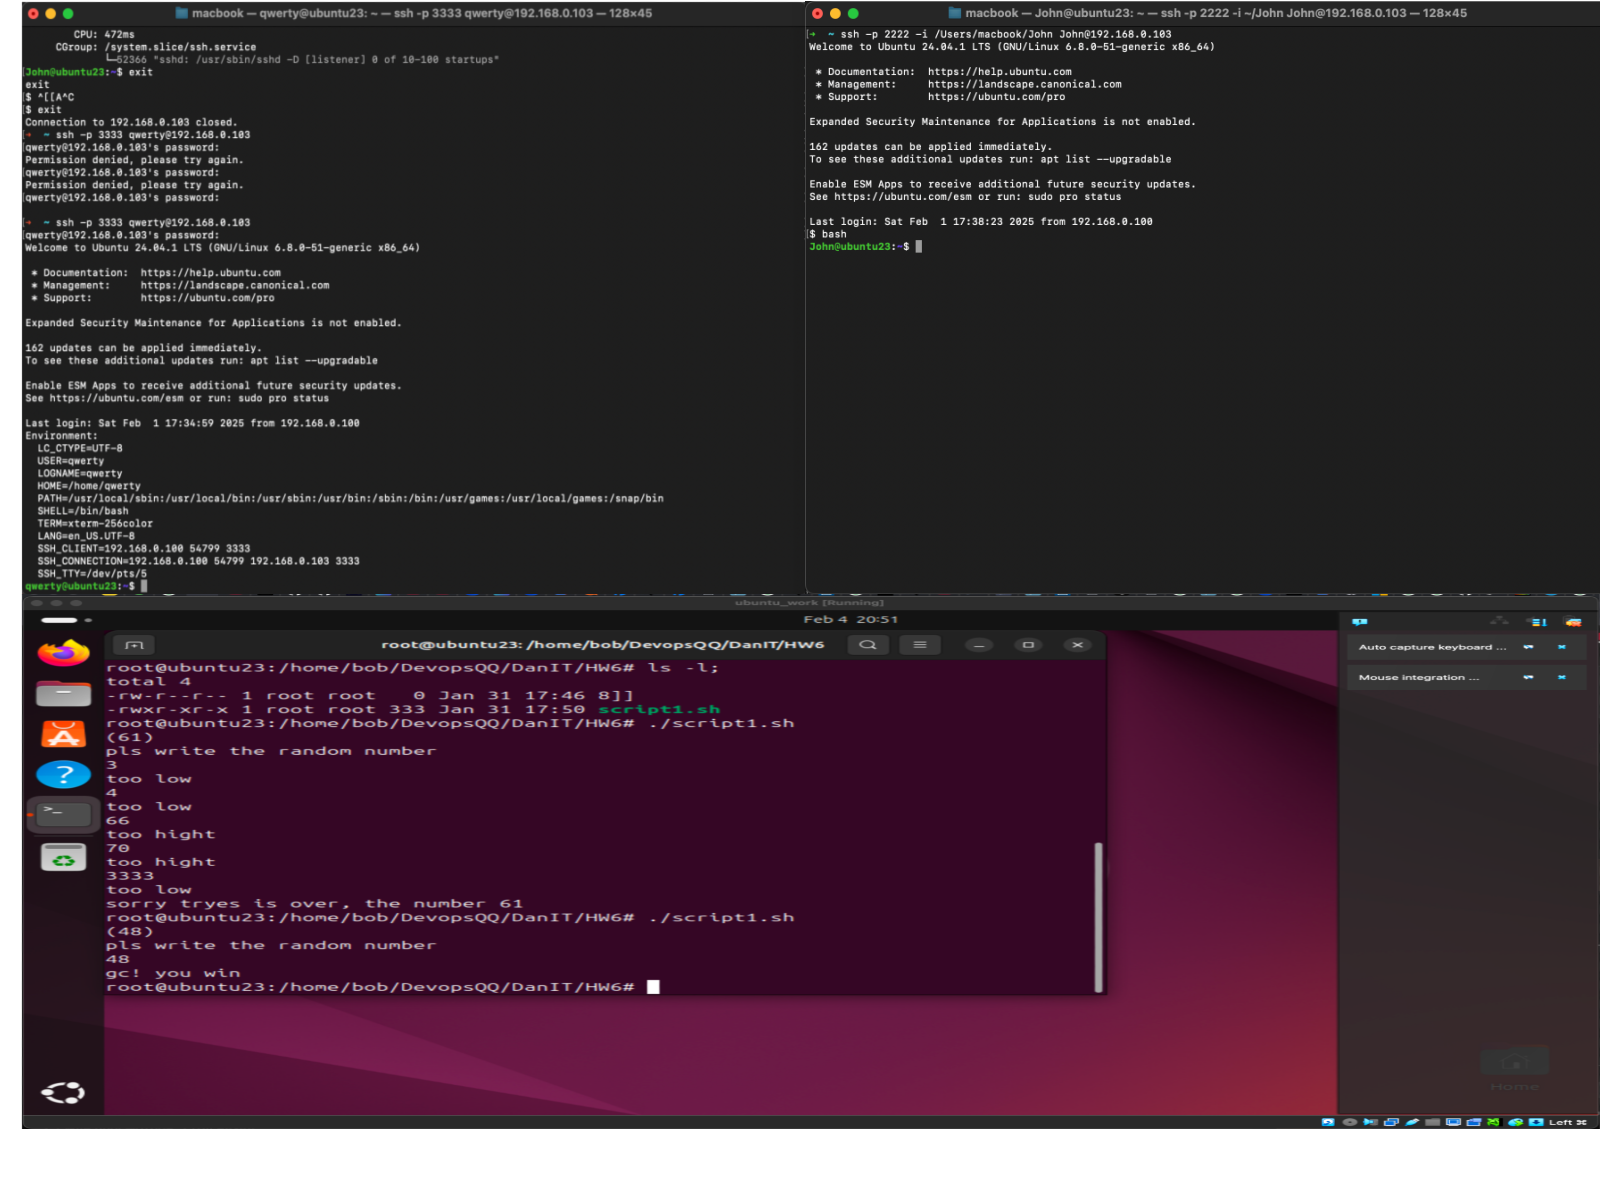 macbook — qwerty@ubuntu23: ~ — ssh -p 3333 qwerty@192.168.0.103 — 128×45
CPU: 472ms
CGroup: /system.slice/ssh.service
└─52366 "sshd: /usr/sbin/sshd -D [listener] 0 of 10-100 startups"
John@ubuntu23:~$ exit
exit
$ ^[[A^C
$ exit
Connection to 192.168.0.103 closed.
→ ~ ssh -p 3333 qwerty@192.168.0.103
qwerty@192.168.0.103's password:
Permission denied, please try again.
qwerty@192.168.0.103's password:
Permission denied, please try again.
qwerty@192.168.0.103's password:
→ ~ ssh -p 3333 qwerty@192.168.0.103
qwerty@192.168.0.103's password:
Welcome to Ubuntu 24.04.1 LTS (GNU/Linux 6.8.0-51-generic x86_64)
* Documentation: https://help.ubuntu.com
* Management: https://landscape.canonical.com
* Support: https://ubuntu.com/pro
Expanded Security Maintenance for Applications is not enabled.
162 updates can be applied immediately.
To see these additional updates run: apt list --upgradable
Enable ESM Apps to receive additional future security updates.
See https://ubuntu.com/esm or run: sudo pro status
Last login: Sat Feb  1 17:34:59 2025 from 192.168.0.100
Environment:
LC_CTYPE=UTF-8
USER=qwerty
LOGNAME=qwerty
HOME=/home/qwerty
PATH=/usr/local/sbin:/usr/local/bin:/usr/sbin:/usr/bin:/sbin:/bin:/usr/games:/usr/local/games:/snap/bin
SHELL=/bin/bash
TERM=xterm-256color
LANG=en_US.UTF-8
SSH_CLIENT=192.168.0.100 54799 3333
SSH_CONNECTION=192.168.0.100 54799 192.168.0.103 3333
SSH_TTY=/dev/pts/5
qwerty@ubuntu23:~$
macbook — John@ubuntu23: ~ — ssh -p 2222 -i ~/John John@192.168.0.103 — 128×45
→ ~ ssh -p 2222 -i /Users/macbook/John John@192.168.0.103
Welcome to Ubuntu 24.04.1 LTS (GNU/Linux 6.8.0-51-generic x86_64)
* Documentation: https://help.ubuntu.com
* Management: https://landscape.canonical.com
* Support: https://ubuntu.com/pro
Expanded Security Maintenance for Applications is not enabled.
162 updates can be applied immediately.
To see these additional updates run: apt list --upgradable
Enable ESM Apps to receive additional future security updates.
See https://ubuntu.com/esm or run: sudo pro status
Last login: Sat Feb  1 17:38:23 2025 from 192.168.0.100
$ bash
John@ubuntu23:~$
ubuntu_work [Running]
Feb 4 20:51
root@ubuntu23: /home/bob/DevopsQQ/DanIT/HW6
root@ubuntu23:/home/bob/DevopsQQ/DanIT/HW6# ls -l;
total 4
-rw-r--r-- 1 root root   0 Jan 31 17:46 8]]
-rwxr-xr-x 1 root root 333 Jan 31 17:50 script1.sh
root@ubuntu23:/home/bob/DevopsQQ/DanIT/HW6# ./script1.sh
(61)
pls write the random number
3
too low
4
too low
66
too hight
70
too hight
3333
too low
sorry tryes is over, the number 61
root@ubuntu23:/home/bob/DevopsQQ/DanIT/HW6# ./script1.sh
(48)
pls write the random number
48
gc! you win
root@ubuntu23:/home/bob/DevopsQQ/DanIT/HW6#
Auto capture keyboard ...
Mouse integration ...
Home
Left ⌘